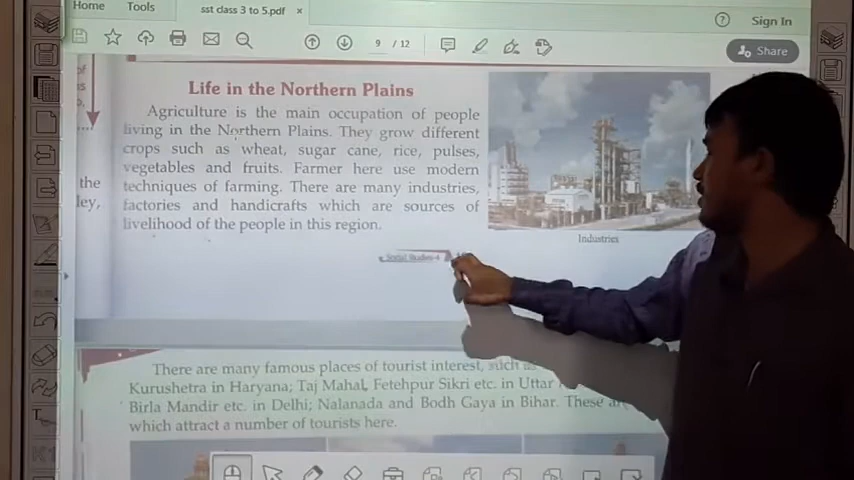 Home Tools sst class 3 to 5.pdf × ? Sign In
9 / 12 Share
Life in the Northern Plains
Agriculture is the main occupation of people
living in the Northern Plains. They grow different
crops such as wheat, sugar cane, rice, pulses,
vegetables and fruits. Farmer here use modern
techniques of farming. There are many industries,
factories and handicrafts which are sources of
livelihood of the people in this region.
the
ley,
Industries
Social Studies-4
There are many famous places of tourist interest, such as
Kurushetra in Haryana; Taj Mahal, Fetehpur Sikri etc. in Uttar
Birla Mandir etc. in Delhi; Nalanada and Bodh Gaya in Bihar. These
which attract a number of tourists here.